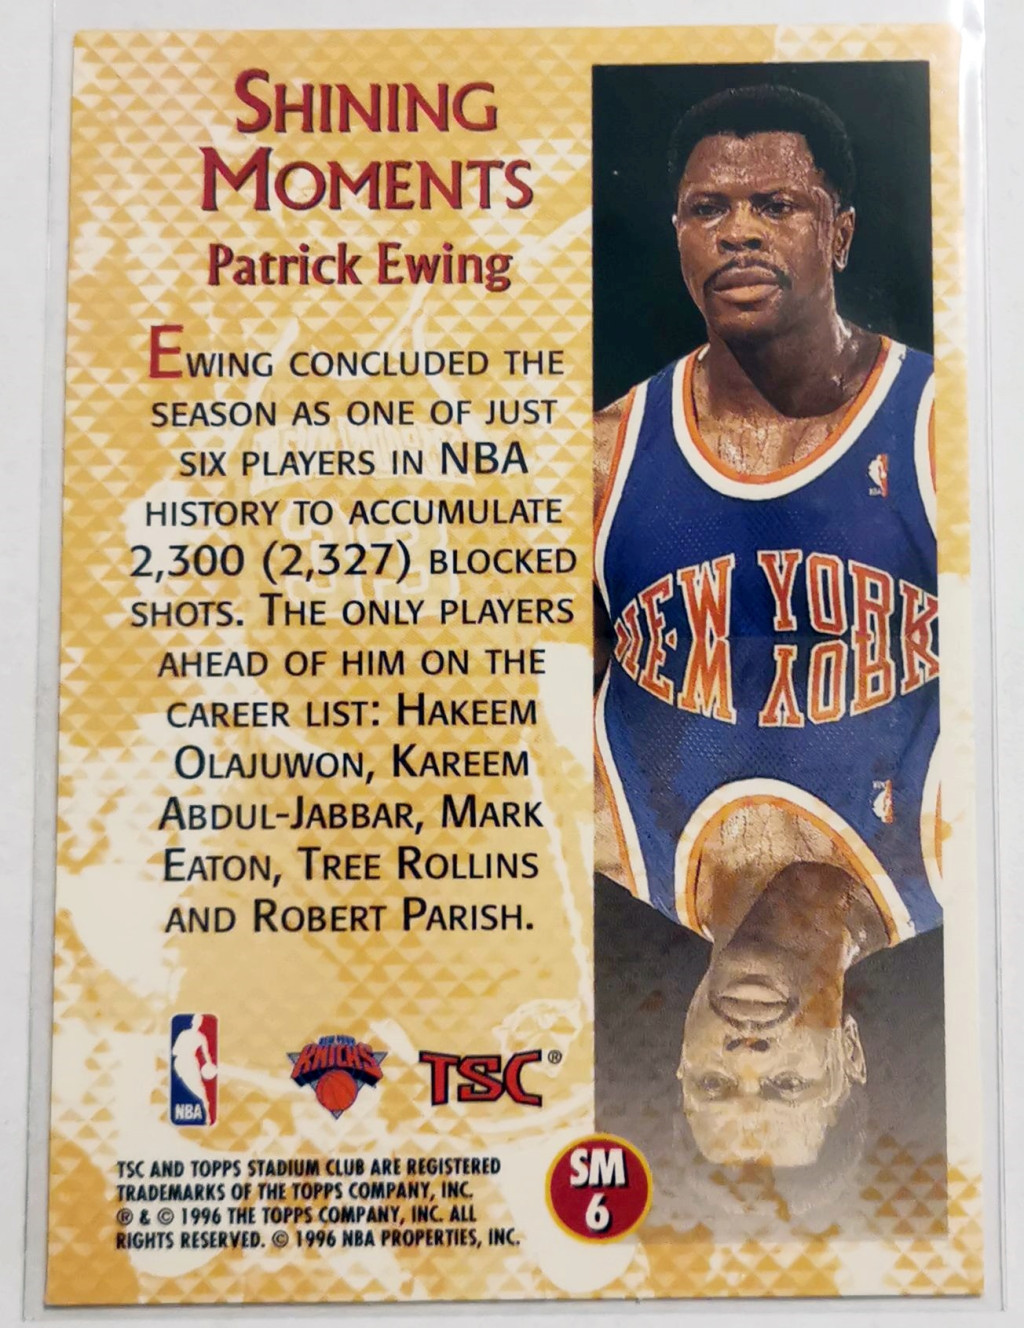 SHINING
MOMENTS
Patrick Ewing
EWING CONCLUDED THE
SEASON AS ONE OF JUST
SIX PLAYERS IN NBA
HISTORY TO ACCUMULATE
2,300 (2,327) BLOCKED
SHOTS. THE ONLY PLAYERS
AHEAD OF HIM ON THE
CAREER LIST: HAKEEM
OLAJUWON, KAREEM
ABDUL-JABBAR, MARK
EATON, TREE ROLLINS
AND ROBERT PARISH.
NEW YORK
NEW YORK
NBA
NEW YORK
KNICKS
TSC®
TSC AND TOPPS STADIUM CLUB ARE REGISTERED
TRADEMARKS OF THE TOPPS COMPANY, INC.
® & © 1996 THE TOPPS COMPANY, INC. ALL
RIGHTS RESERVED. © 1996 NBA PROPERTIES, INC.
SM
6